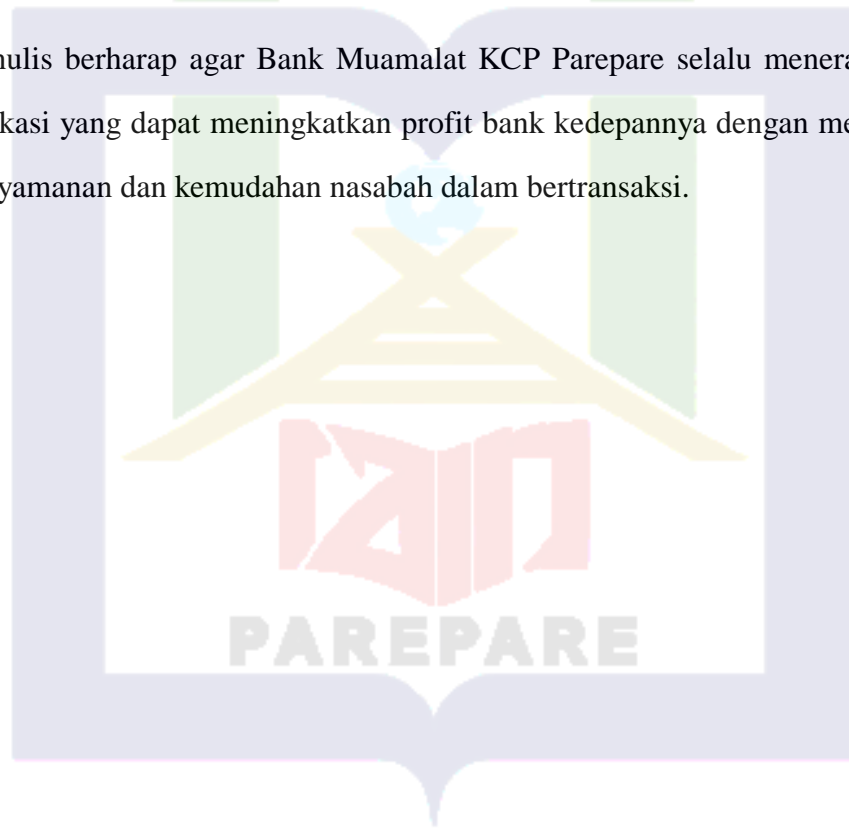 nulis berharap agar Bank Muamalat KCP Parepare selalu menera
kasi yang dapat meningkatkan profit bank kedepannya dengan me
yamanan dan kemudahan nasabah dalam bertransaksi.
iain
PAREPARE